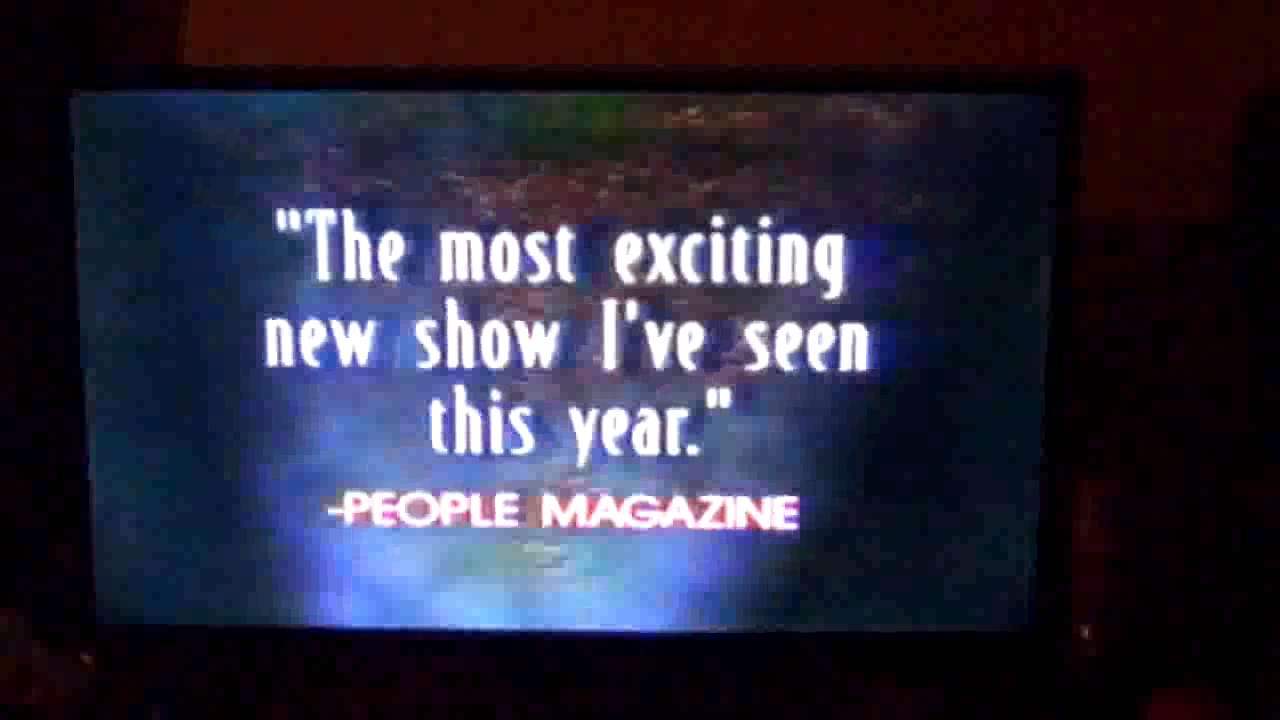 "The most exciting
new show I've seen
this year."
-PEOPLE MAGAZINE